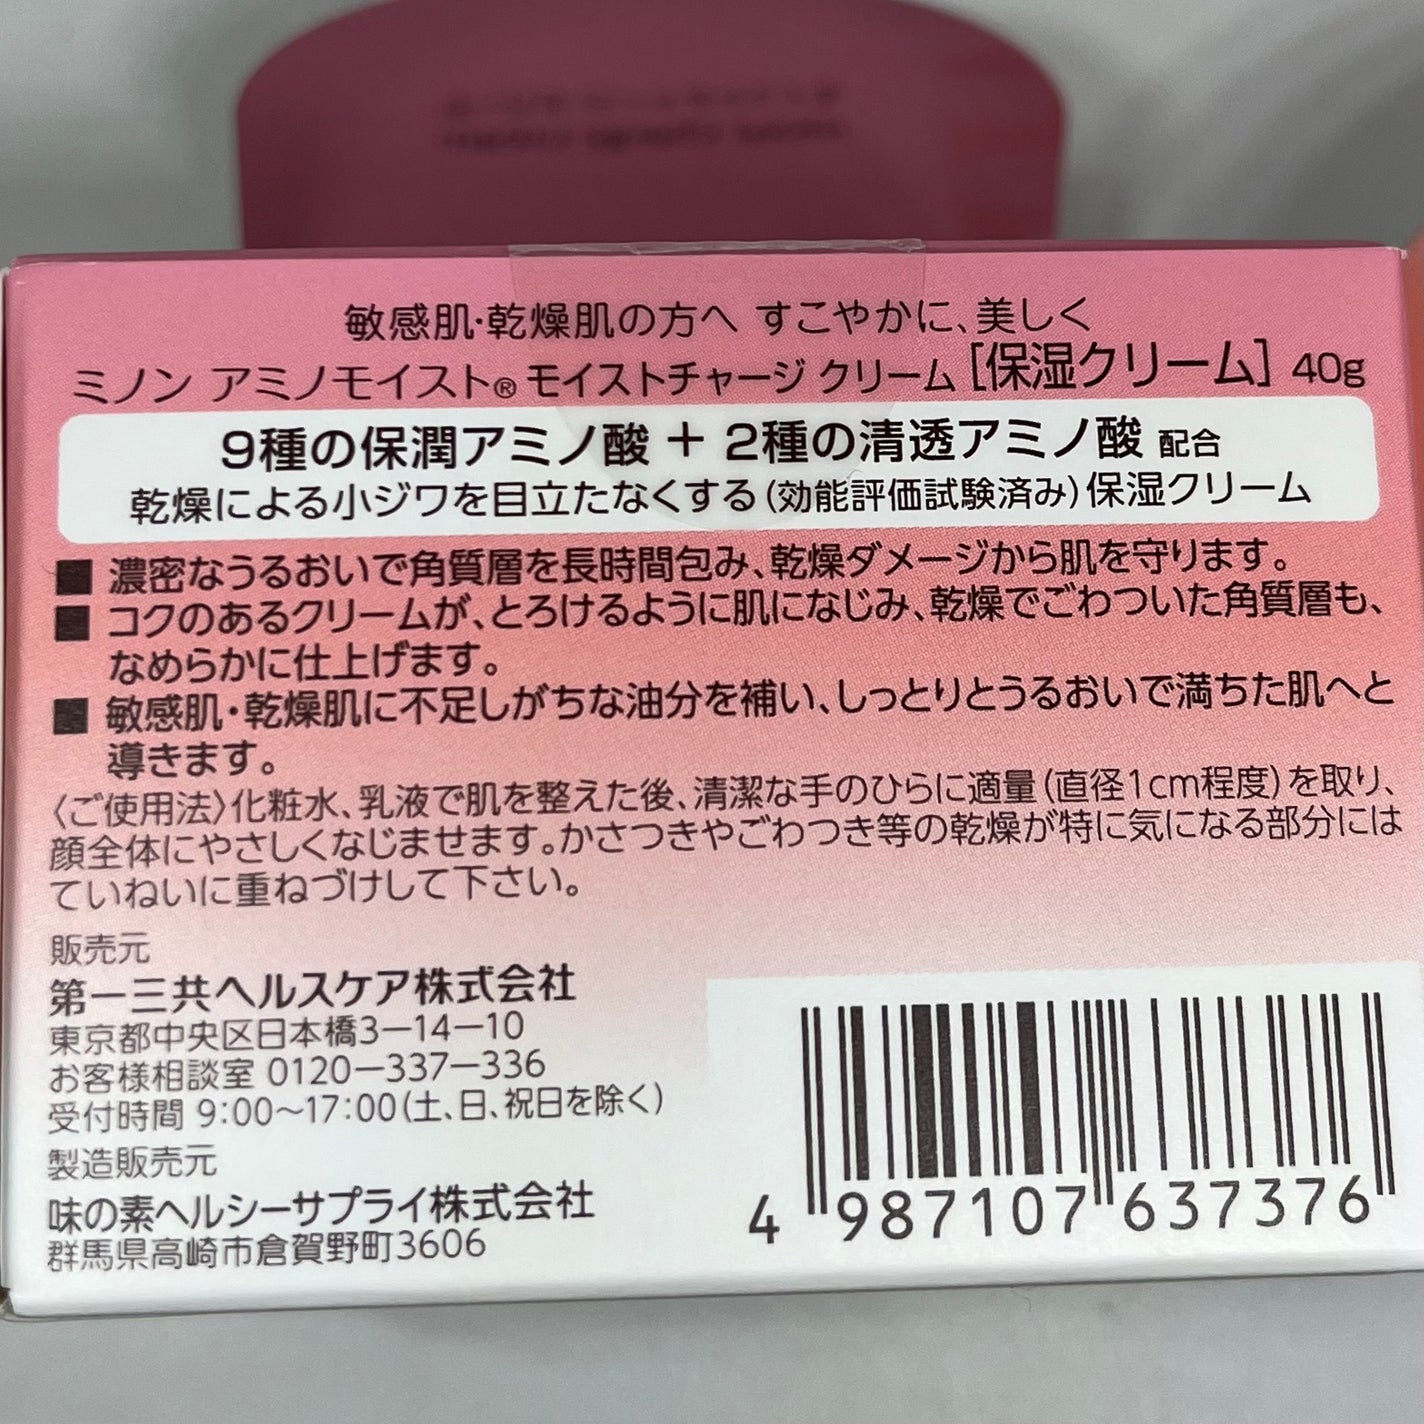 敏感肌・乾燥肌の方へ すこやかに、美しく
ミノン アミノモイスト® モイストチャージ クリーム [保湿クリーム] 40g
9種の保潤アミノ酸 + 2種の清透アミノ酸 配合
乾燥による小ジワを目立たなくする(効能評価試験済み)保湿クリーム
■ 濃密なうるおいで角質層を長時間包み、乾燥ダメージから肌を守ります。
■ コクのあるクリームが、とろけるように肌になじみ、乾燥でごわついた角質層も、
なめらかに仕上げます。
■ 敏感肌・乾燥肌に不足しがちな油分を補い、しっとりとうるおいで満ちた肌へと
導きます。
〈ご使用法〉化粧水、乳液で肌を整えた後、清潔な手のひらに適量(直径1cm程度)を取り、
顔全体にやさしくなじませます。かさつきやごわつき等の乾燥が特に気になる部分には
ていねいに重ねづけして下さい。
販売元
第一三共ヘルスケア株式会社
東京都中央区日本橋3－14－10
お客様相談室 0120－337－336
受付時間 9:00～17:00(土、日、祝日を除く)
製造販売元
味の素ヘルシーサプライ株式会社
群馬県高崎市倉賀野町3606
4 987107 637376